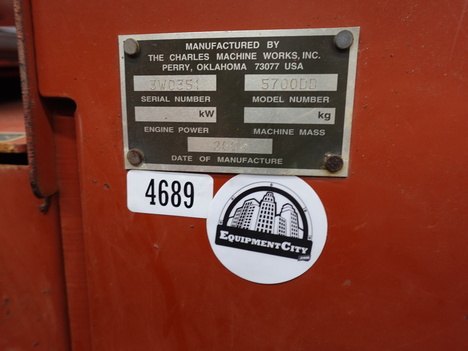 MANUFACTURED BY
THE CHARLES MACHINE WORKS, INC.
PERRY, OKLAHOMA 73077 USA
5700DD
SERIAL NUMBER MODEL NUMBER
kW kg
ENGINE POWER MACHINE MASS
DATE OF MANUFACTURE
4689
EQUIPMENTCITY